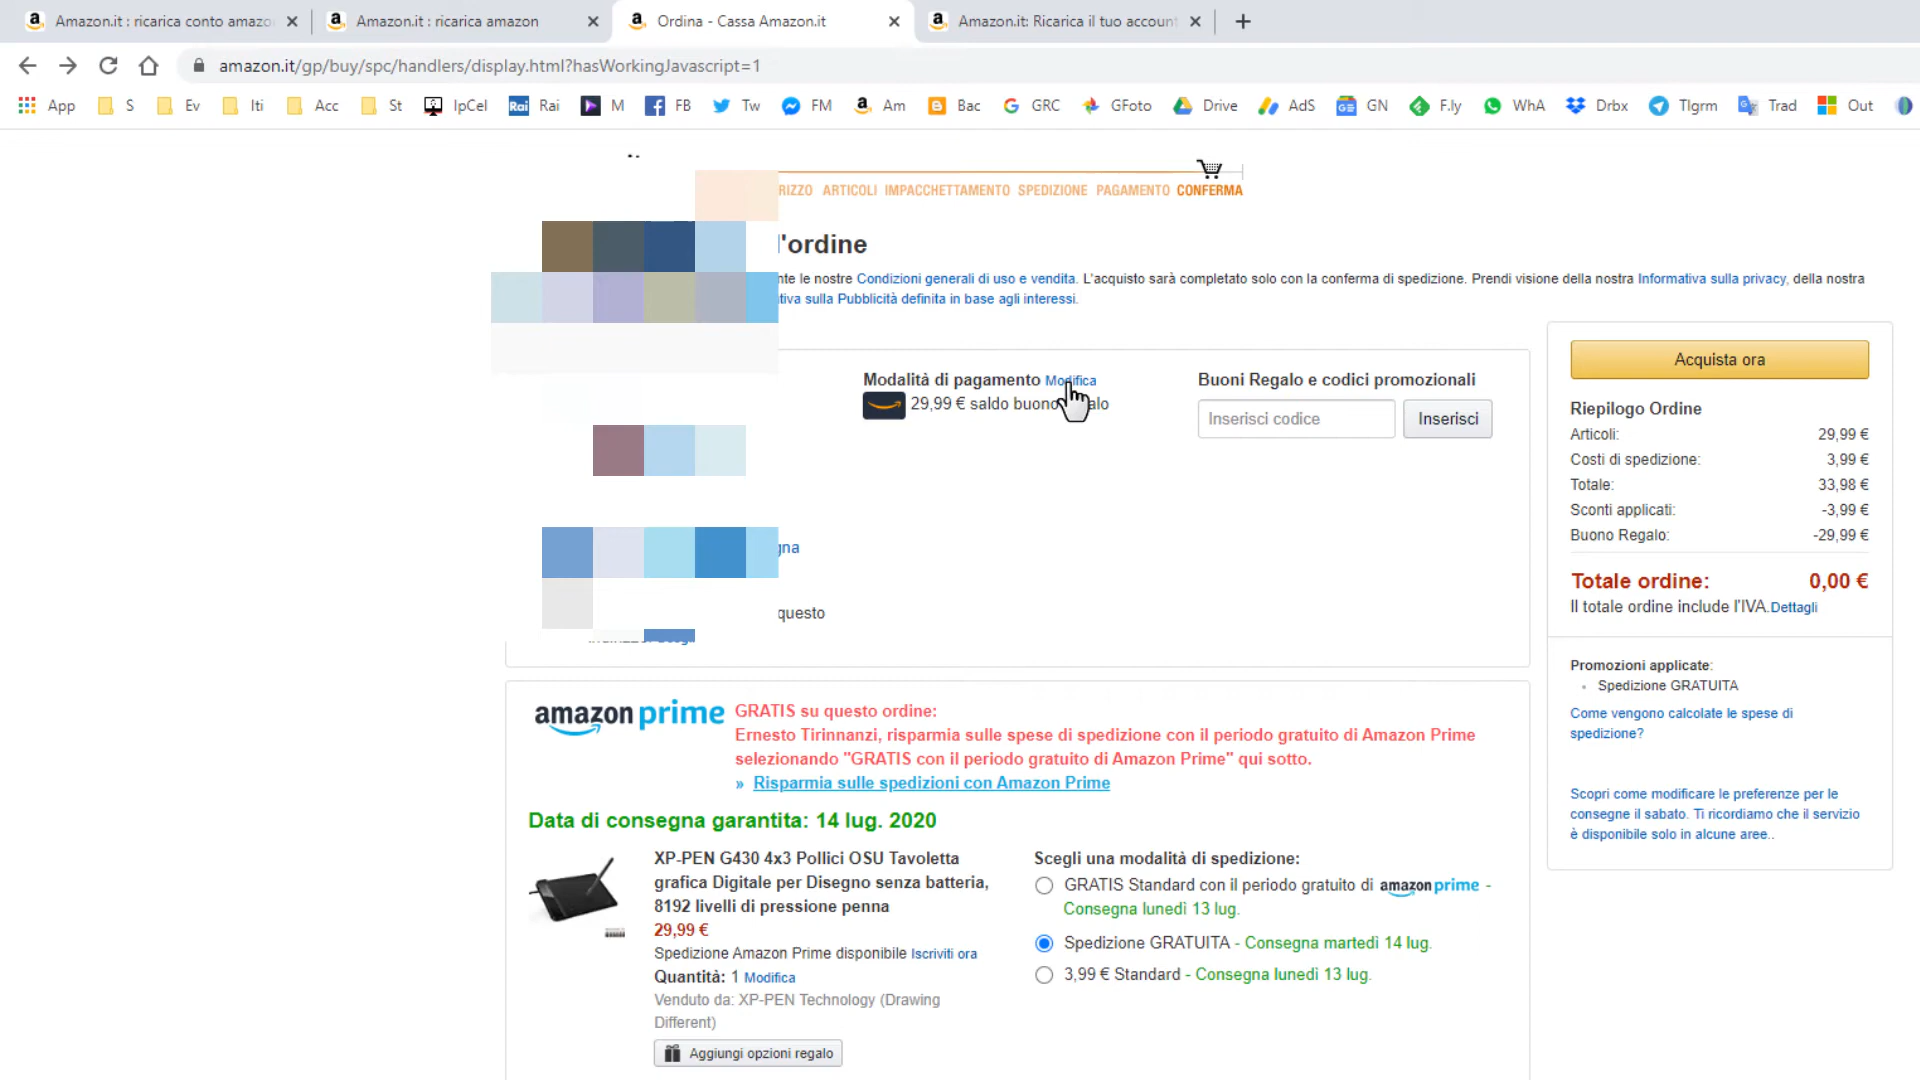 Amazon.it : ricarica conto amazo
Amazon.it : ricarica amazon
Ordina - Cassa Amazon.it
Amazon.it: Ricarica il tuo account
amazon.it/gp/buy/spc/handlers/display.html?hasWorkingJavascript=1
App S Ev Iti Acc St IpCel Rai Rai M FB Tw FM Am Bac GRC GFoto Drive AdS GN F.ly WhA Drbx Tlgrm Trad Out
RIZZO ARTICOLI IMPACCHETTAMENTO SPEDIZIONE PAGAMENTO CONFERMA
l'ordine
nte le nostre Condizioni generali di uso e vendita. L'acquisto sarà completato solo con la conferma di spedizione. Prendi visione della nostra Informativa sulla privacy, della nostra
tiva sulla Pubblicità definita in base agli interessi.
Modalità di pagamento Modifica
29,99 € saldo buono alo
gna
questo
Buoni Regalo e codici promozionali
Inserisci codice Inserisci
Acquista ora
Riepilogo Ordine
Articoli: 29,99 €
Costi di spedizione: 3,99 €
Totale: 33,98 €
Sconti applicati: -3,99 €
Buono Regalo: -29,99 €
Totale ordine: 0,00 €
Il totale ordine include l'IVA.Dettagli
Promozioni applicate:
Spedizione GRATUITA
Come vengono calcolate le spese di
spedizione?
Scopri come modificare le preferenze per le
consegne il sabato. Ti ricordiamo che il servizio
è disponibile solo in alcune aree..
amazon prime
GRATIS su questo ordine:
Ernesto Tirinnanzi, risparmia sulle spese di spedizione con il periodo gratuito di Amazon Prime
selezionando "GRATIS con il periodo gratuito di Amazon Prime" qui sotto.
» Risparmia sulle spedizioni con Amazon Prime
Data di consegna garantita: 14 lug. 2020
XP-PEN G430 4x3 Pollici OSU Tavoletta
grafica Digitale per Disegno senza batteria,
8192 livelli di pressione penna
29,99 €
Spedizione Amazon Prime disponibile Iscriviti ora
Quantità: 1 Modifica
Venduto da: XP-PEN Technology (Drawing
Different)
Aggiungi opzioni regalo
Scegli una modalità di spedizione:
GRATIS Standard con il periodo gratuito di amazon prime -
Consegna lunedì 13 lug.
Spedizione GRATUITA - Consegna martedì 14 lug.
3,99 € Standard - Consegna lunedì 13 lug.